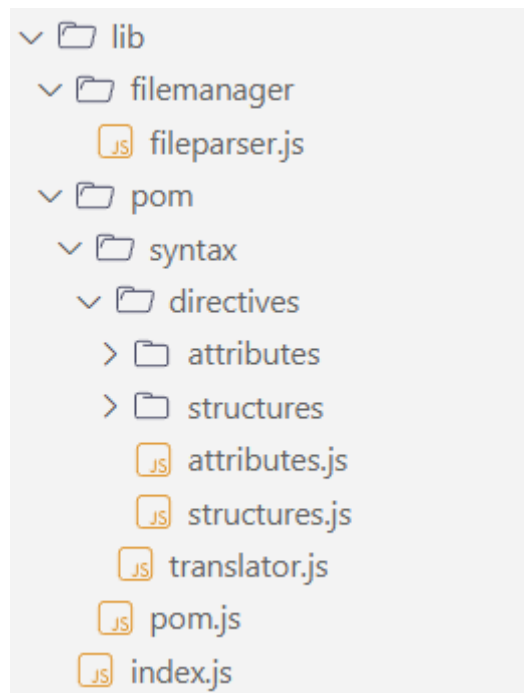 lib
filemanager
JS fileparser.js
pom
syntax
directives
attributes
structures
JS attributes.js
JS structures.js
JS translator.js
JS pom.js
JS index.js